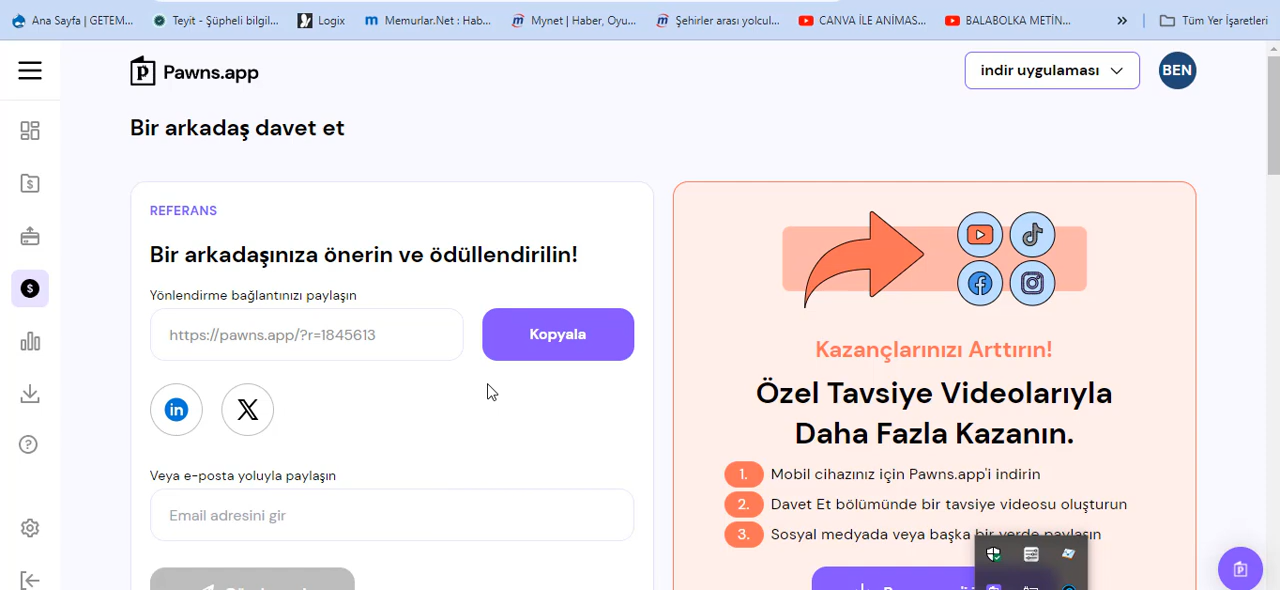 Ana Sayfa | GETEM...
Teyit - Şüpheli bilgil...
Logix
Memurlar.Net : Hab...
Mynet | Haber, Oyu...
Şehirler arası yolcul...
CANVA İLE ANİMAS...
BALABOLKA METİN...
Tüm Yer İşaretleri
Pawns.app
indir uygulaması
BEN
Bir arkadaş davet et
REFERANS
Bir arkadaşınıza önerin ve ödüllendirilin!
Yönlendirme bağlantınızı paylaşın
https://pawns.app/?r=1845613
Kopyala
Veya e-posta yoluyla paylaşın
Email adresini gir
Kazançlarınızı Arttırın!
Özel Tavsiye Videolarıyla
Daha Fazla Kazanın.
1. Mobil cihazınız için Pawns.app'i indirin
2. Davet Et bölümünde bir tavsiye videosu oluşturun
3. Sosyal medyada veya başka bir yerde paylaşın